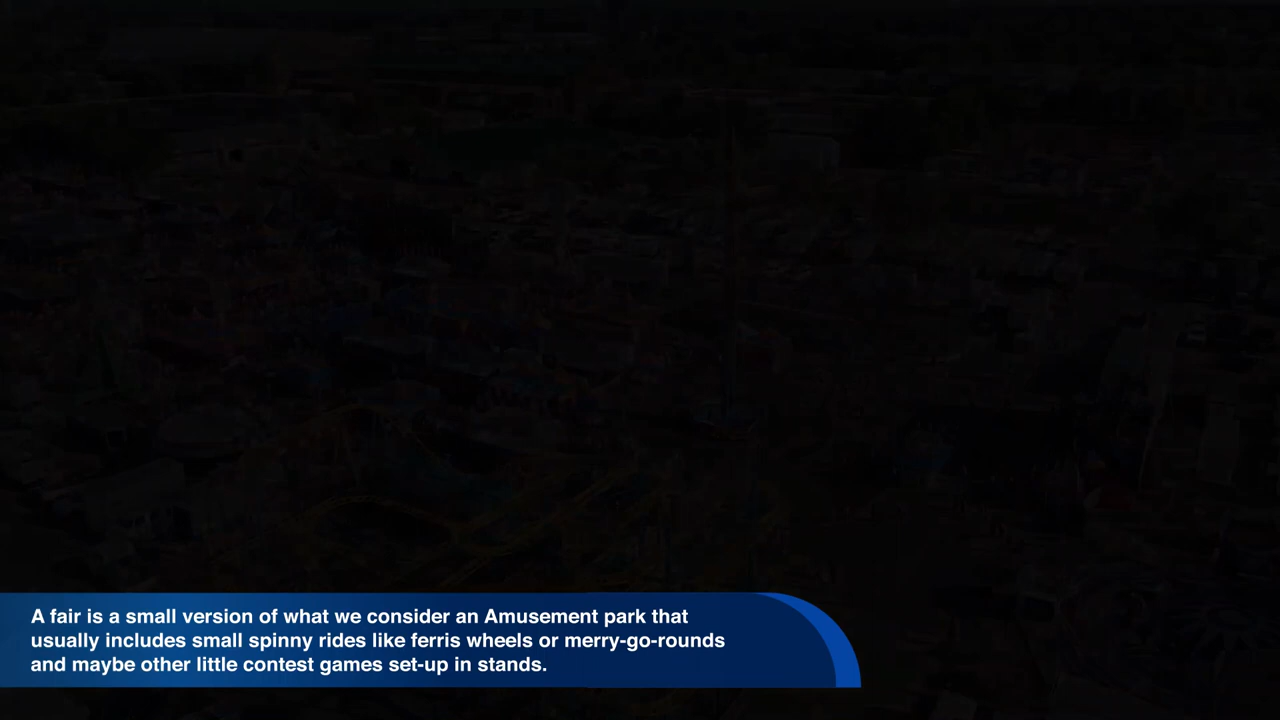 A fair is a small version of what we consider an Amusement park that
usually includes small spinny rides like ferris wheels or merry-go-rounds
and maybe other little contest games set-up in stands.